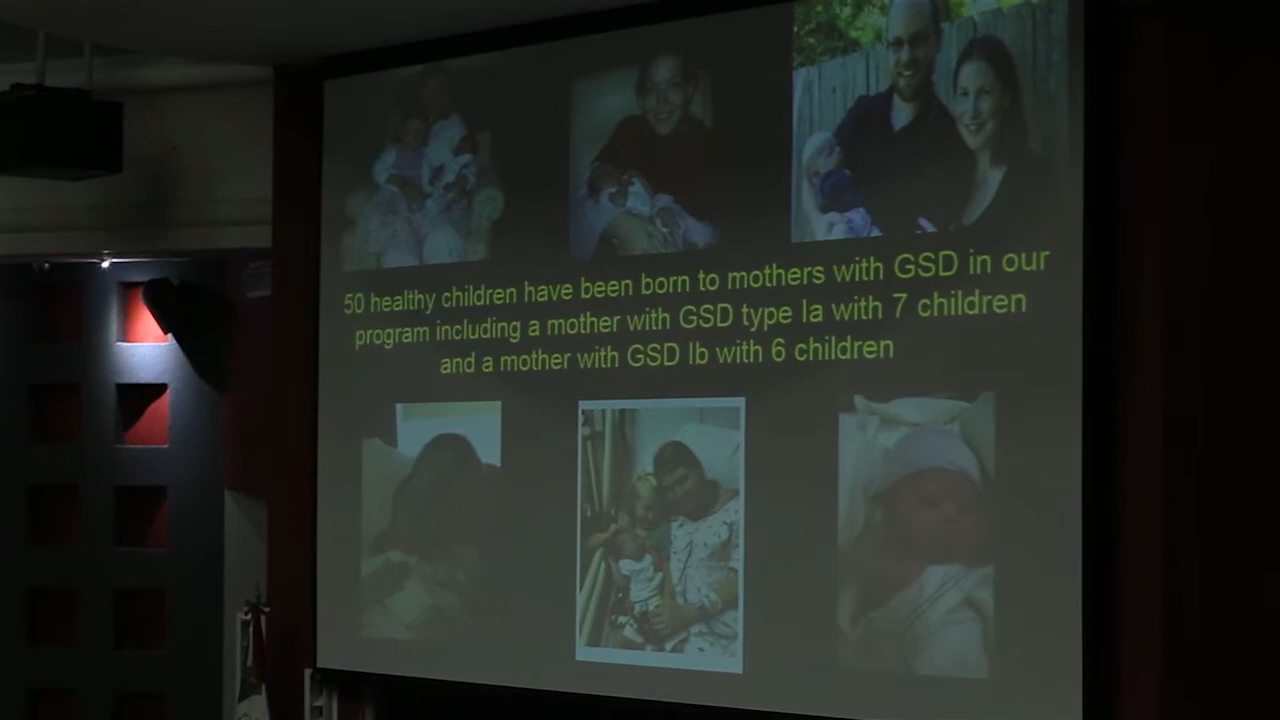 50 healthy children have been born to mothers with GSD in our
program including a mother with GSD type Ia with 7 children
and a mother with GSD Ib with 6 children